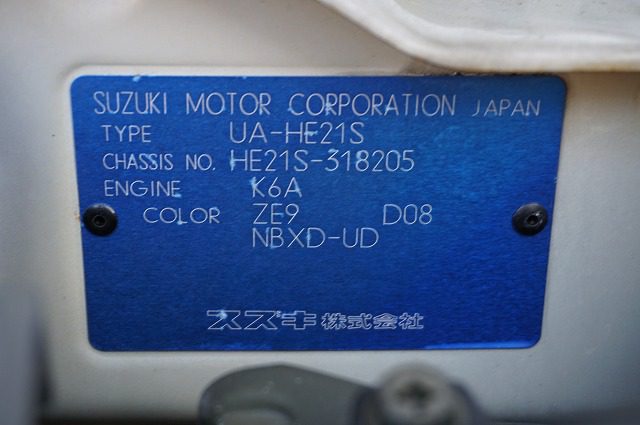 SUZUKI MOTOR CORPORATION JAPAN
TYPE UA-HE21S
CHASSIS NO. HE21S-318205
ENGINE K6A
COLOR ZE9 D08
NBXD-UD
スズキ株式会社